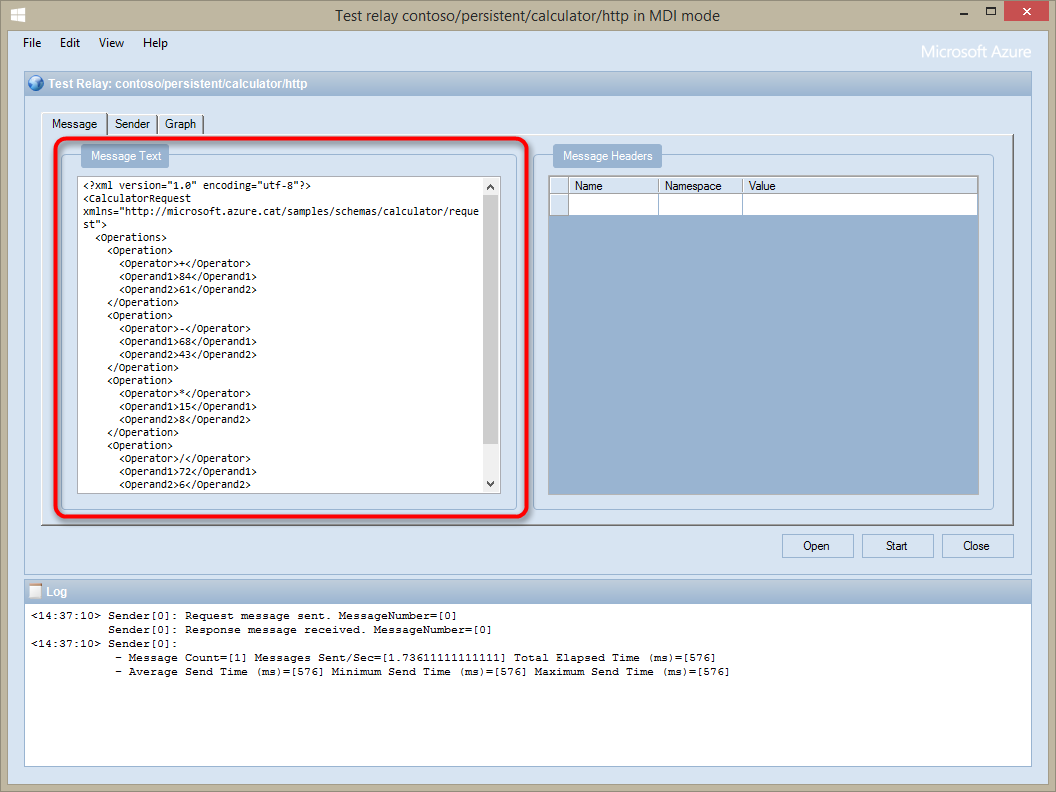 Test relay contoso/persistent/calculator/http in MDI mode
File Edit View Help
Microsoft Azure
Test Relay: contoso/persistent/calculator/http
Message Sender Graph
Message Text
<?xml version="1.0" encoding="utf-8"?>
<CalculatorRequest
xmlns="http://microsoft.azure.cat/samples/schemas/calculator/reque
st">
<Operations>
<Operation>
<Operator>+</Operator>
<Operand1>84</Operand1>
<Operand2>61</Operand2>
</Operation>
<Operation>
<Operator>-</Operator>
<Operand1>68</Operand1>
<Operand2>43</Operand2>
</Operation>
<Operation>
<Operator>*</Operator>
<Operand1>15</Operand1>
<Operand2>8</Operand2>
</Operation>
<Operation>
<Operator>/</Operator>
<Operand1>72</Operand1>
<Operand2>6</Operand2>
Message Headers
Name Namespace Value
Open Start Close
Log
<14:37:10> Sender[0]: Request message sent. MessageNumber=[0]
Sender[0]: Response message received. MessageNumber=[0]
<14:37:10> Sender[0]:
- Message Count=[1] Messages Sent/Sec=[1.73611111111111] Total Elapsed Time (ms)=[576]
- Average Send Time (ms)=[576] Minimum Send Time (ms)=[576] Maximum Send Time (ms)=[576]